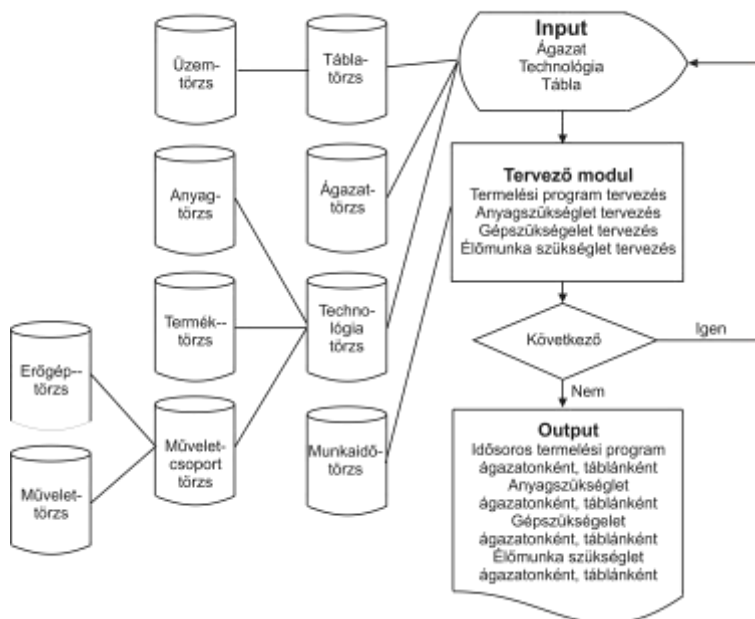 Üzem-
törzs
Tábla-
törzs
Input
Ágazat
Technológia
Tábla
Anyag-
törzs
Ágazat-
törzs
Tervező modul
Termelési program tervezés
Anyagszükséglet tervezés
Gépszükségelet tervezés
Élőmunka szükséglet tervezés
Termék--
törzs
Techno-
lógia
törzs
Erőgép--
törzs
Következő
Igen
Nem
Művelet-
törzs
Művelet-
csoport
törzs
Munkaidő-
törzs
Output
Idősoros termelési program
ágazatonként, táblánként
Anyagszükséglet
ágazatonként, táblánként
Gépszükségelet
ágazatonként, táblánként
Élőmunka szükséglet
ágazatonként, táblánként